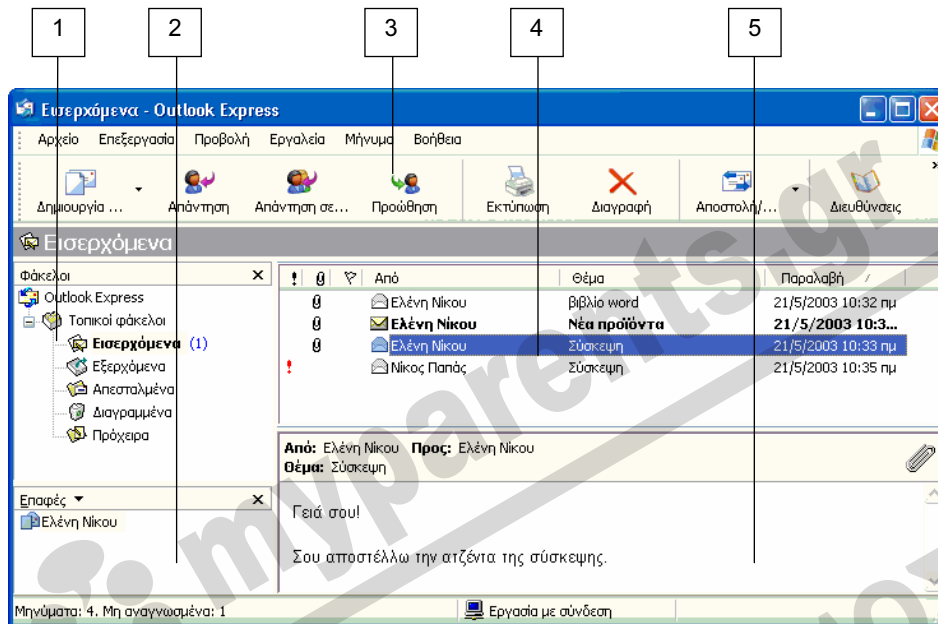 1 2 3 4 5
Εισερχόμενα - Outlook Express
Αρχείο Επεξεργασία Προβολή Εργαλεία Μήνυμα Βοήθεια
Δημιουργία ... Απάντηση Απάντηση σε... Προώθηση Εκτύπωση Διαγραφή Αποστολή/... Διευθύνσεις
Εισερχόμενα
Φάκελοι
Outlook Express
Τοπικοί φάκελοι
Εισερχόμενα (1)
Εξερχόμενα
Απεσταλμένα
Διαγραμμένα
Πρόχειρα
Επαφές
Ελένη Νίκου
! Από Θέμα Παραλαβή
Ελένη Νίκου βιβλίο word 21/5/2003 10:32 πμ
Ελένη Νίκου Νέα προϊόντα 21/5/2003 10:3...
Ελένη Νίκου Σύσκεψη 21/5/2003 10:33 πμ
! Νίκος Παπάς Σύσκεψη 21/5/2003 10:35 πμ
Από: Ελένη Νίκου Προς: Ελένη Νίκου
Θέμα: Σύσκεψη
Γειά σου!
Σου αποστέλλω την ατζέντα της σύσκεψης.
Μηνύματα: 4. Μη αναγνωσμένα: 1 Εργασία με σύνδεση
myparents.gr